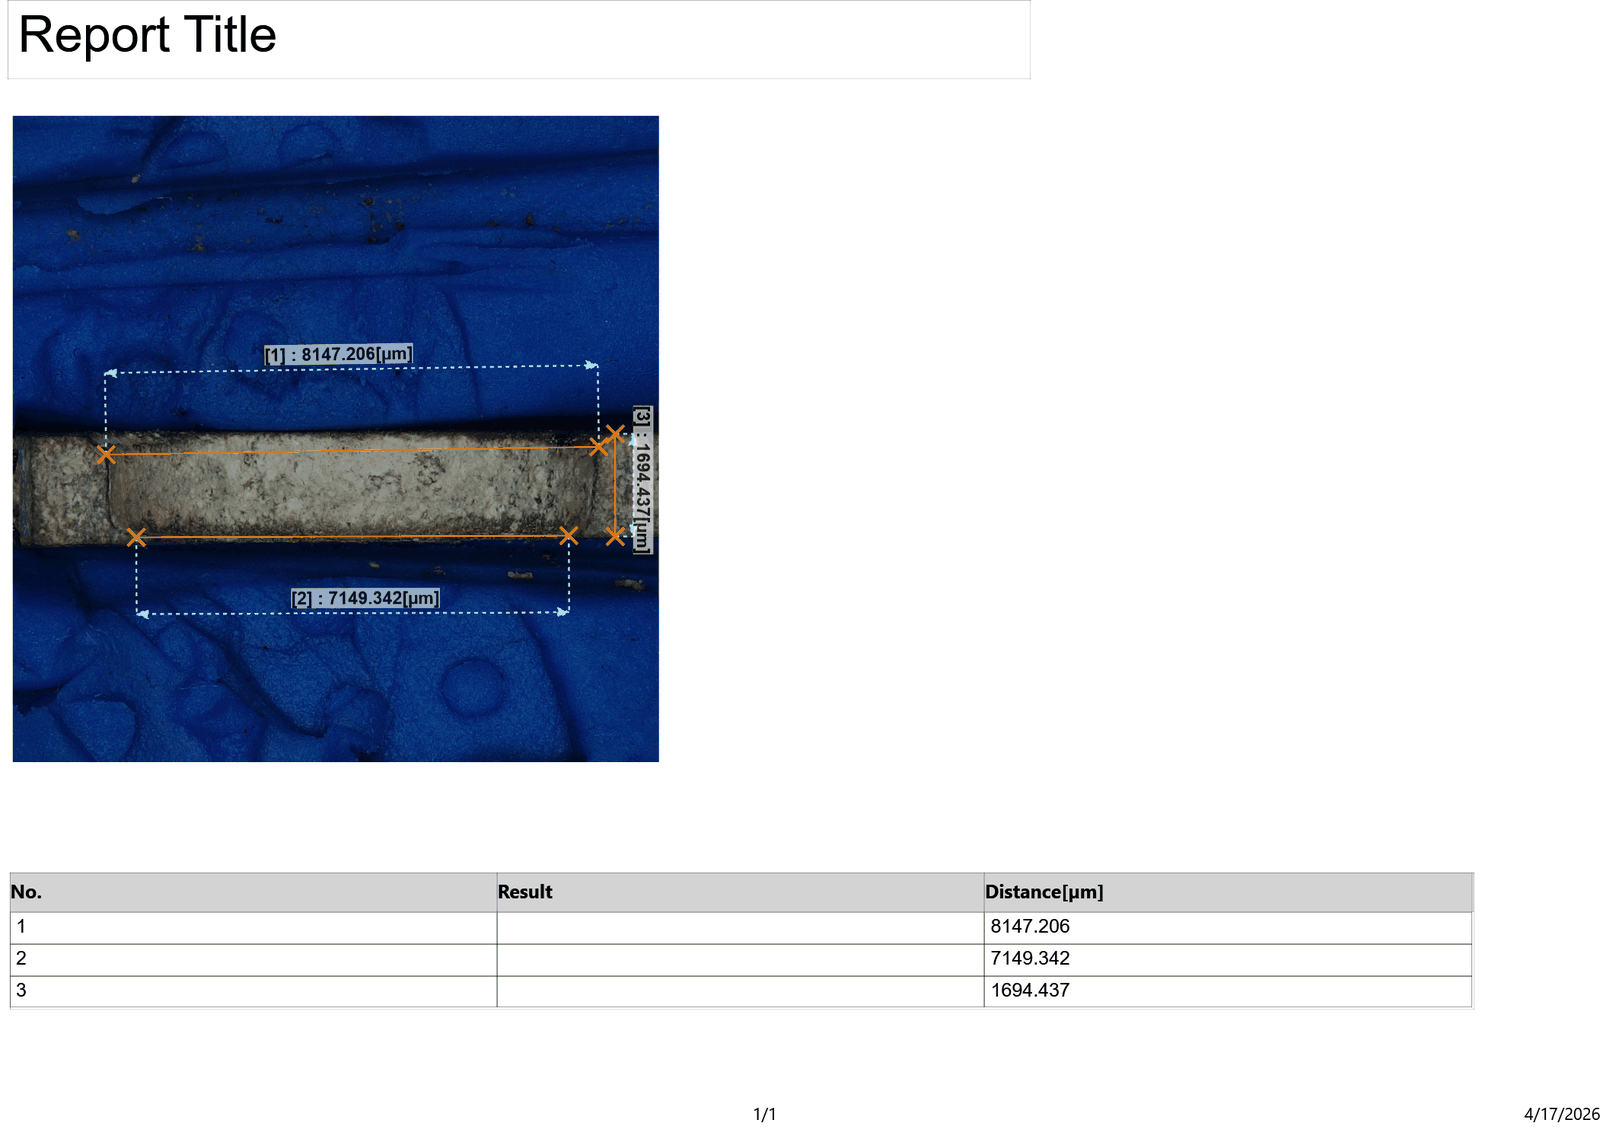 Report Title
[1] : 8147.206[µm]
[3] : 1694.437[µm]
[2] : 7149.342[µm]
No. Result Distance[µm]
1 8147.206
2 7149.342
3 1694.437
1/1 4/17/2026